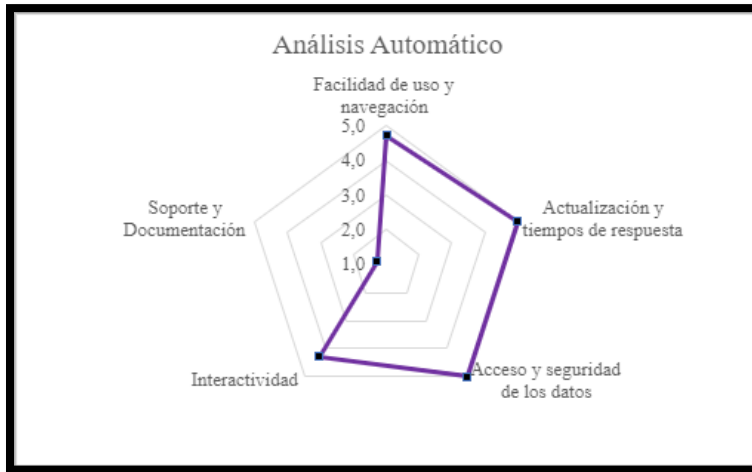 Análisis Automático
Facilidad de uso y
navegación
5,0
4,0
3,0
2,0
1,0
Actualización y
tiempos de respuesta
Acceso y seguridad
de los datos
Interactividad
Soporte y
Documentación